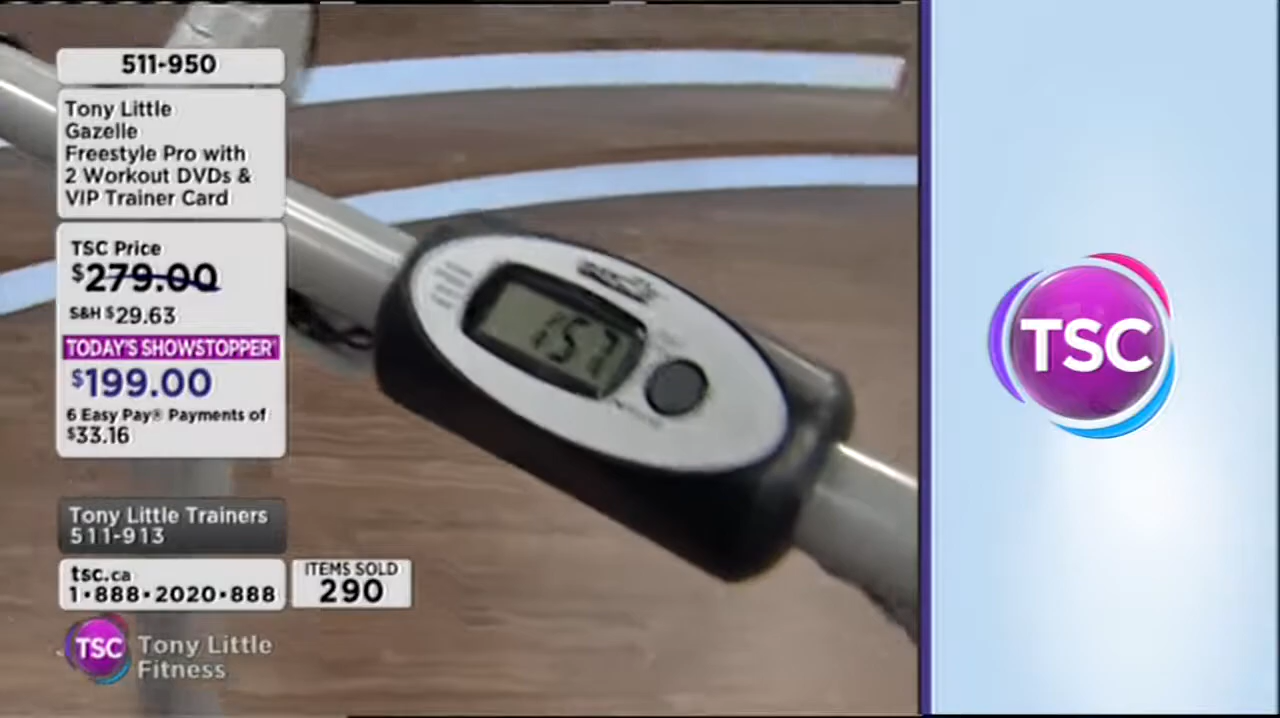 511-950
Tony Little
Gazelle
Freestyle Pro with
2 Workout DVDs &
VIP Trainer Card
TSC Price
$279.00
S&H $29.63
TODAY'S SHOWSTOPPER
$199.00
6 Easy Pay® Payments of
$33.16
Tony Little Trainers
511-913
tsc.ca
1•888•2020•888
ITEMS SOLD
290
TSC
Tony Little
Fitness
157
TSC